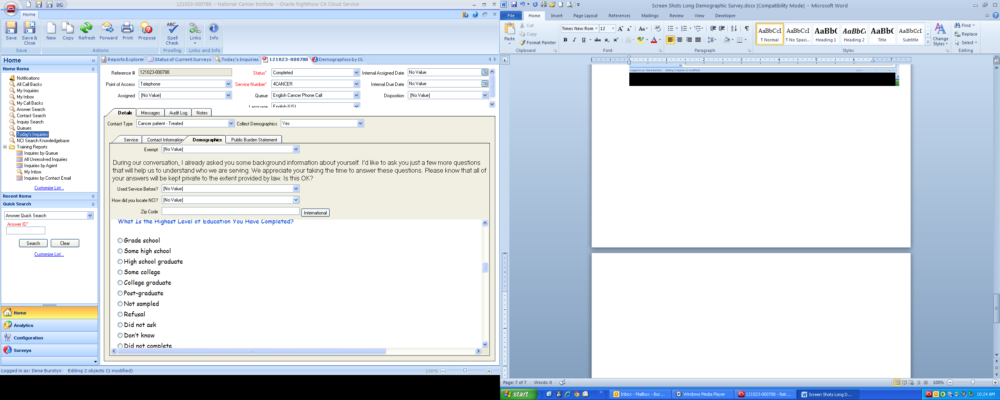 121023-000788 - National Cancer Institute - Oracle RightNow CX Cloud Service
Home
Save
Save & Close
New
Copy
Refresh
Forward
Print
Propose
Spell Check
Links
Info
Save
Actions
Proofing
Links and Info
Home
Home Items
Notifications
All Call Backs
My Inquiries
My Inbox
My Call Backs
Answer Search
Contact Search
Inquiry Search
Queues
Today's Inquiries
NCI Search Knowledgebase
Training Reports
Inquires by Queue
All Unresolved Inquiries
Inquiries by Agent
My Inbox
Inquires by Contact Email
Customize List...
Recent Items
Quick Search
Answer Quick Search
Answer ID*
Search
Clear
Customize List...
Home
Analytics
Configuration
Surveys
Reports Explorer
Status of Current Surveys
Today's Inquiries
121023-000788
Demographics by IS
Reference # 121023-000788
Status* Completed
Internal Assigned Date No Value
Point of Access Telephone
Service Number* 4CANCER
Internal Due Date No Value
Assigned [No Value]
Queue English Cancer Phone Call
Disposition [No Value]
Language English (US)
Details
Messages
Audit Log
Notes
Contact Type Cancer patient - Treated
Collect Demographics Yes
Service
Contact Information
Demographics
Public Burden Statement
Exempt [No Value]
During our conversation, I already asked you some background information about yourself. I'd like to ask you just a few more questions
that will help us to understand who we are serving. We appreciate your taking the time to answer these questions. Please know that all of
your answers will be kept private to the extent provided by law. Is this OK?
Used Service Before? [No Value]
How did you locate NCI? [No Value]
Zip Code
International
What Is the Highest Level of Education You Have Completed?
Grade school
Some high school
High school graduate
Some college
College graduate
Post-graduate
Not sampled
Refusal
Did not ask
Don't know
Did not complete
Logged in as: Ilene Burstyn
Editing 2 objects (1 modified)
100%
Screen Shots Long Demographic Survey.docx [Compatibility Mode] - Microsoft Word
File
Home
Insert
Page Layout
References
Mailings
Review
View
Developer
Paste
Cut
Copy
Format Painter
Clipboard
Times New Rom
12
Font
Paragraph
AaBbCcI
¶ Normal
AaBbCcI
¶ No Spaci...
AaBbC
Heading 1
AaBbCc
Heading 2
AaBbC
Title
AaBbCcI
Subtitle
Change Styles
Styles
Find
Replace
Select
Editing
1 1 2 3 4 5 6 7
Logged in as: Ilene Burstyn
Editing 2 objects (1 modified)
100%
Page: 7 of 7
Words: 0
100%
start
Inbox - Mailbox - Bur...
Windows Media Player
121023-000788 - Nat...
Screen Shots Long D...
10:24 AM